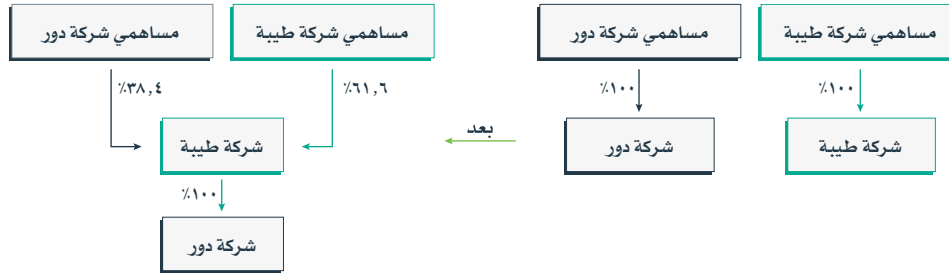 مساهمي شركة طيبة
مساهمي شركة دور
٪١٠٠
٪١٠٠
شركة طيبة
شركة دور
بعد
مساهمي شركة طيبة
مساهمي شركة دور
٪٦١,٦
٪٣٨,٤
شركة طيبة
٪١٠٠
شركة دور